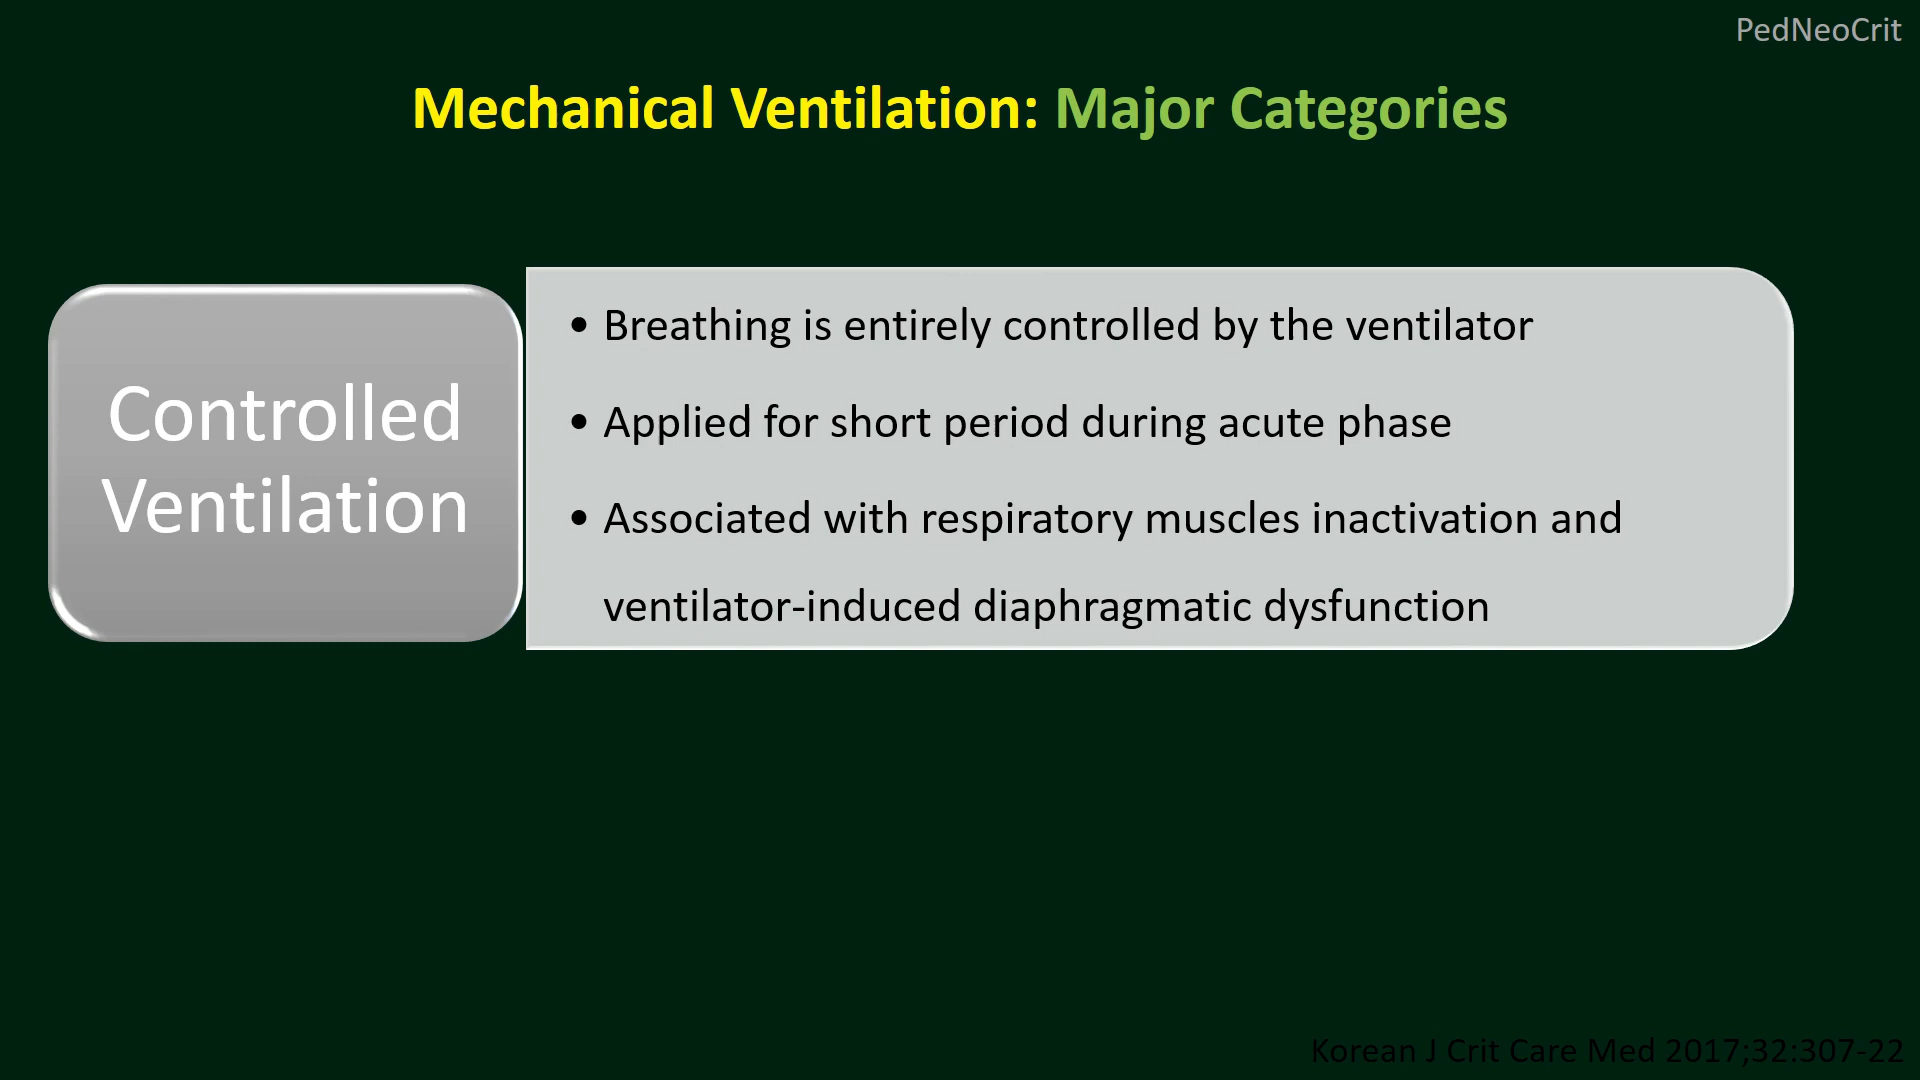 PedNeoCrit
Mechanical Ventilation: Major Categories
Controlled
Ventilation
• Breathing is entirely controlled by the ventilator
• Applied for short period during acute phase
• Associated with respiratory muscles inactivation and
ventilator-induced diaphragmatic dysfunction
Korean J Crit Care Med 2017;32:307-22